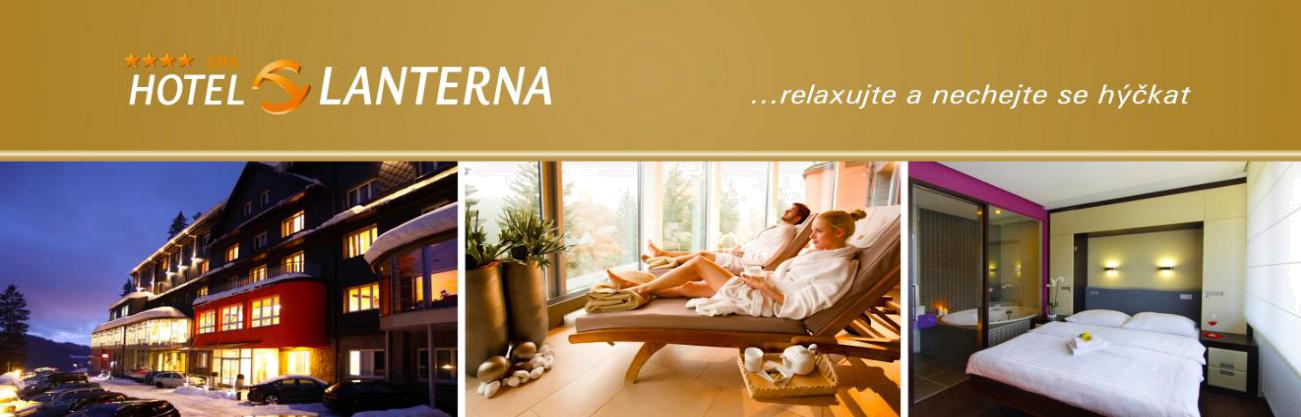 ★★★★ SPA
HOTEL LANTERNA
...relaxujte a nechejte se hýčkat